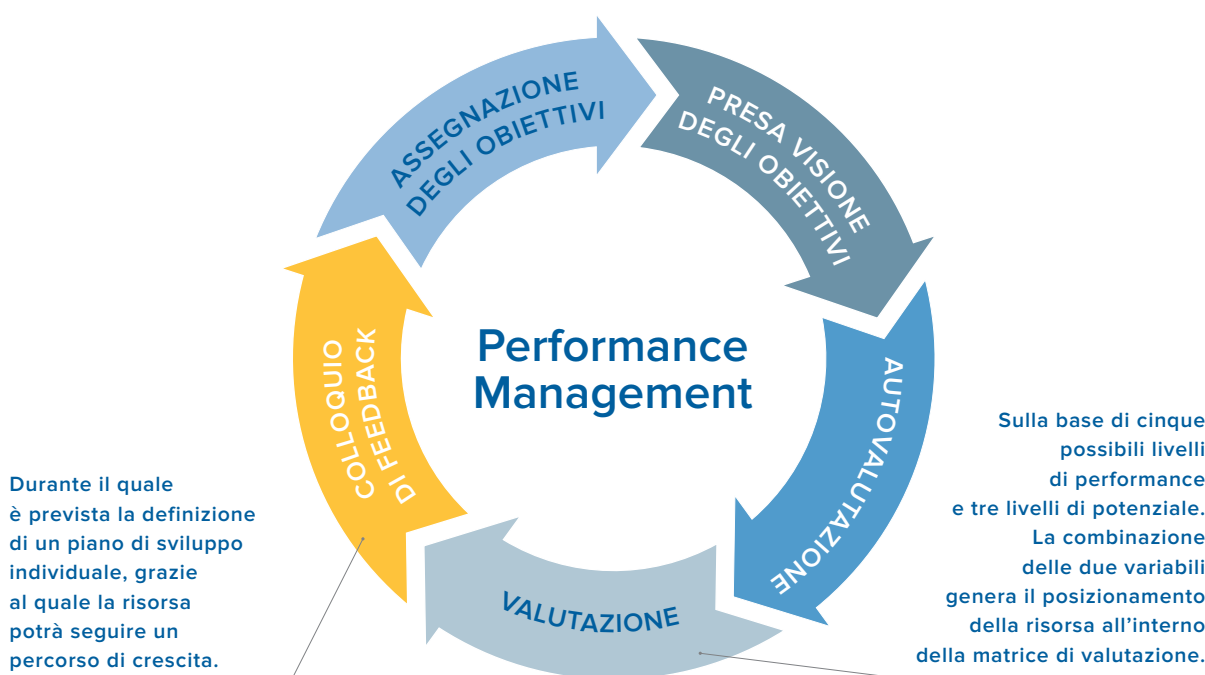 ASSEGNAZIONE
DEGLI OBIETTIVI
PRESA VISIONE
DEGLI OBIETTIVI
AUTOVALUTAZIONE
VALUTAZIONE
COLLOQUIO
DI FEEDBACK
Performance
Management
Sulla base di cinque
possibili livelli
di performance
e tre livelli di potenziale.
La combinazione
delle due variabili
genera il posizionamento
della risorsa all’interno
della matrice di valutazione.
Durante il quale
è prevista la definizione
di un piano di sviluppo
individuale, grazie
al quale la risorsa
potrà seguire un
percorso di crescita.